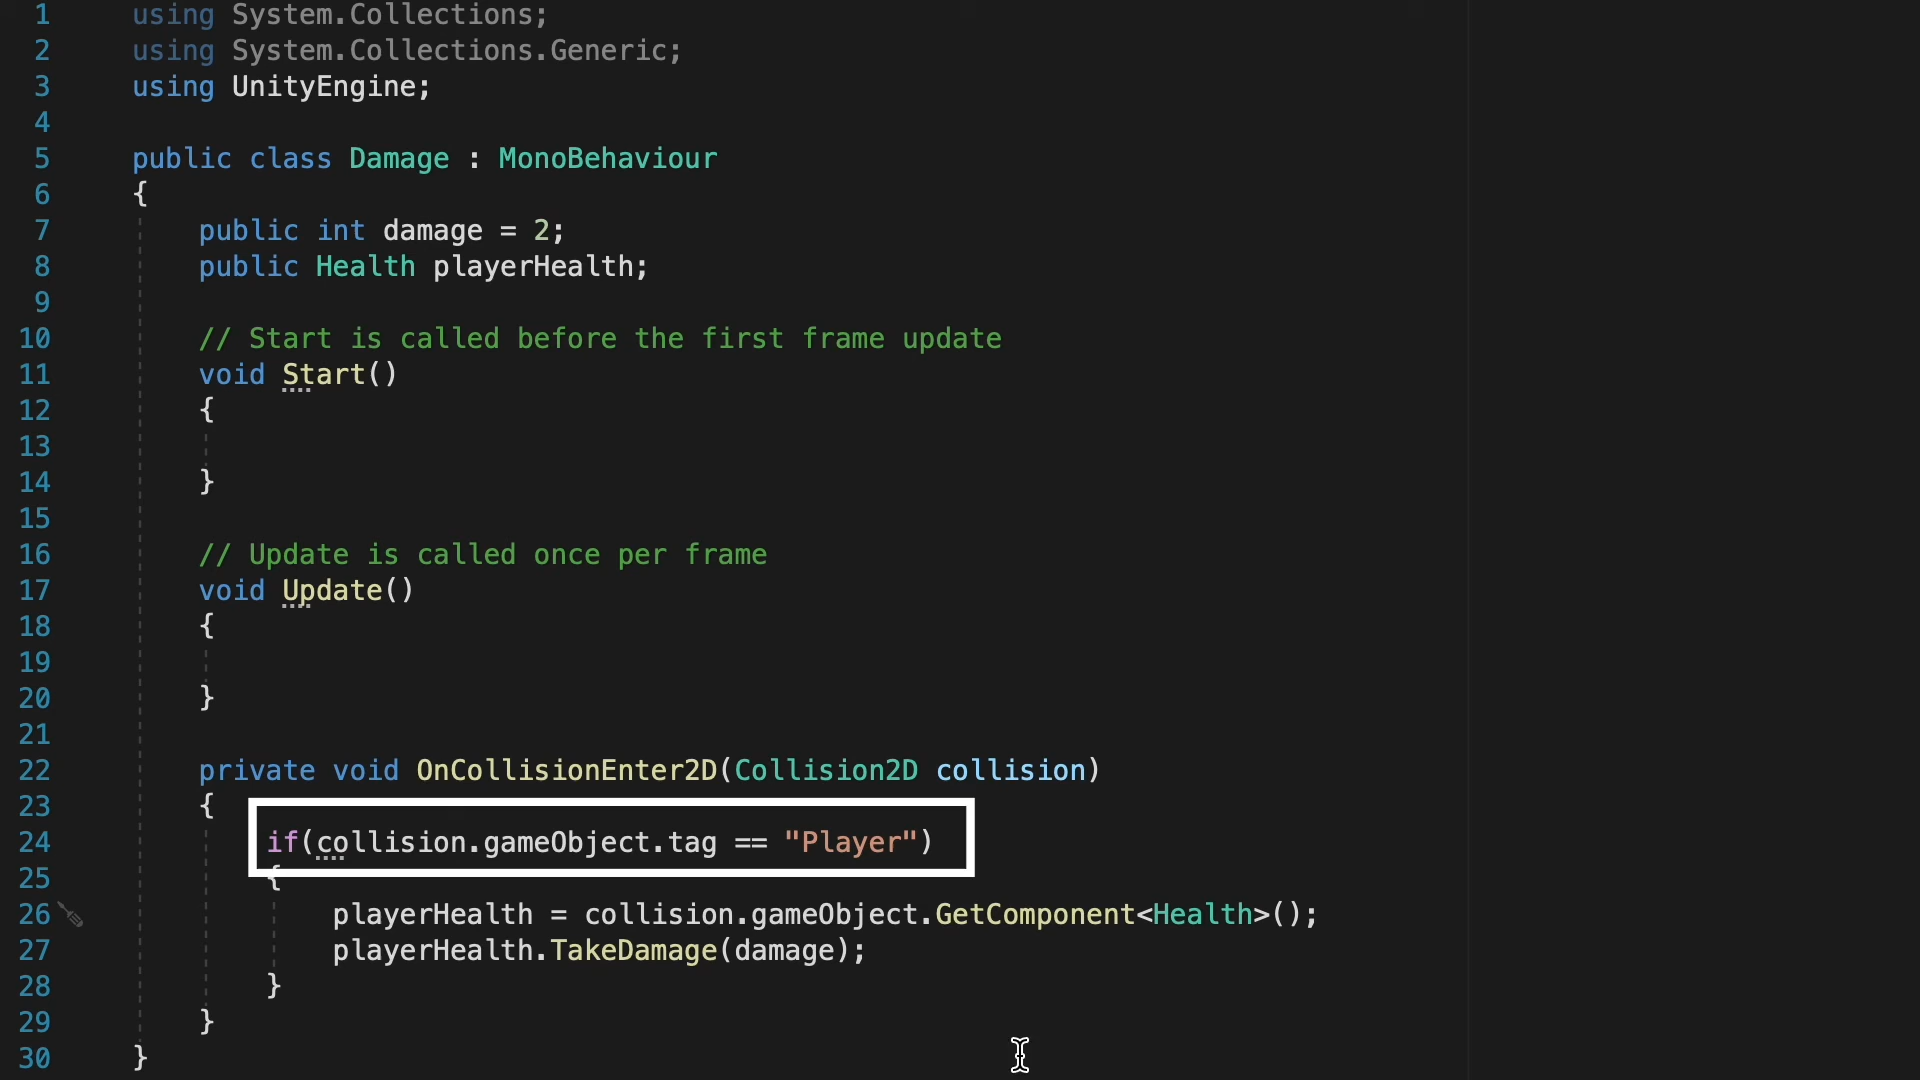 1 using System.Collections;
2 using System.Collections.Generic;
3 using UnityEngine;
4
5 public class Damage : MonoBehaviour
6 {
7 public int damage = 2;
8 public Health playerHealth;
9
10 // Start is called before the first frame update
11 void Start()
12 {
13
14 }
15
16 // Update is called once per frame
17 void Update()
18 {
19
20 }
21
22 private void OnCollisionEnter2D(Collision2D collision)
23 {
24 if(collision.gameObject.tag == "Player")
25 {
26 playerHealth = collision.gameObject.GetComponent<Health>();
27 playerHealth.TakeDamage(damage);
28 }
29 }
30 }